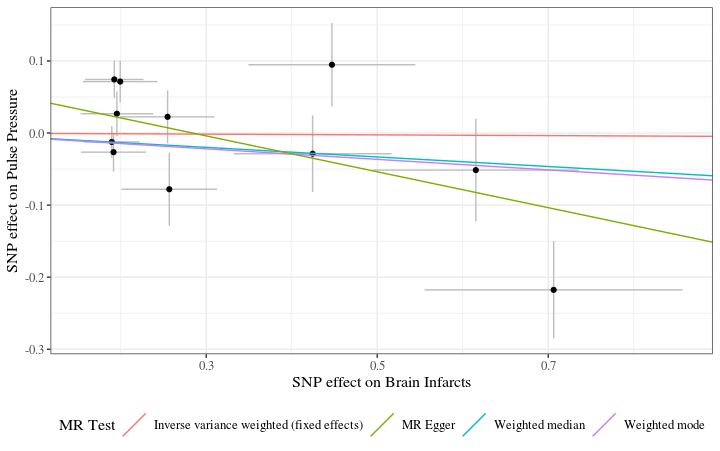 0.1
0.0
-0.1
-0.2
-0.3
SNP effect on Pulse Pressure
0.3 0.5 0.7
SNP effect on Brain Infarcts
MR Test Inverse variance weighted (fixed effects) MR Egger Weighted median Weighted mode